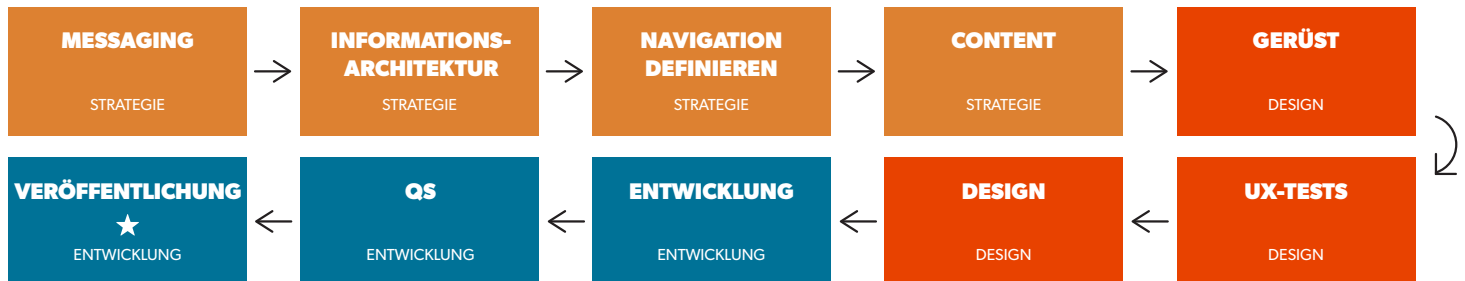 MESSAGING
STRATEGIE
INFORMATIONS-
ARCHITEKTUR
STRATEGIE
NAVIGATION
DEFINIEREN
STRATEGIE
CONTENT
STRATEGIE
GERÜST
DESIGN
UX-TESTS
DESIGN
DESIGN
DESIGN
ENTWICKLUNG
ENTWICKLUNG
QS
ENTWICKLUNG
VERÖFFENTLICHUNG
ENTWICKLUNG